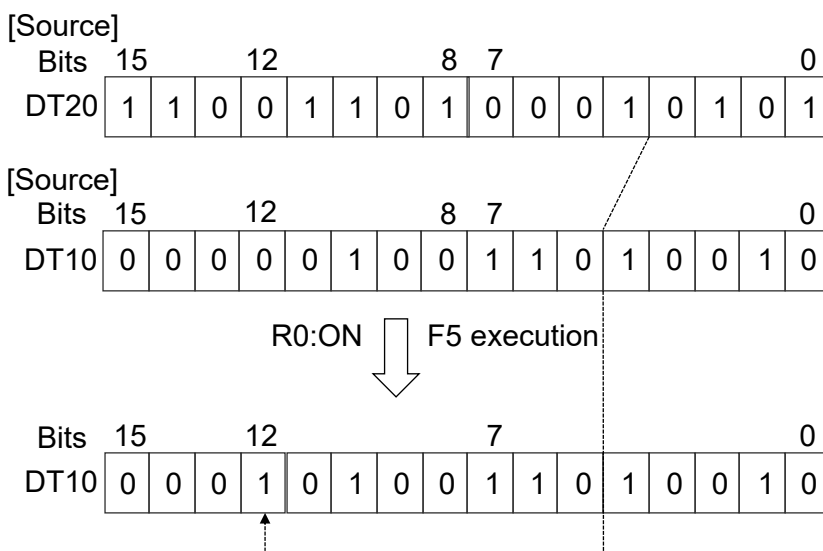 [Source]
Bits 15 12 8 7 0
DT20 1 1 0 0 1 1 0 1 0 0 0 1 0 1 0 1
[Source]
Bits 15 12 8 7 0
DT10 0 0 0 0 0 1 0 0 1 1 0 1 0 0 1 0
R0:ON F5 execution
Bits 15 12 7 0
DT10 0 0 0 1 0 1 0 0 1 1 0 1 0 0 1 0